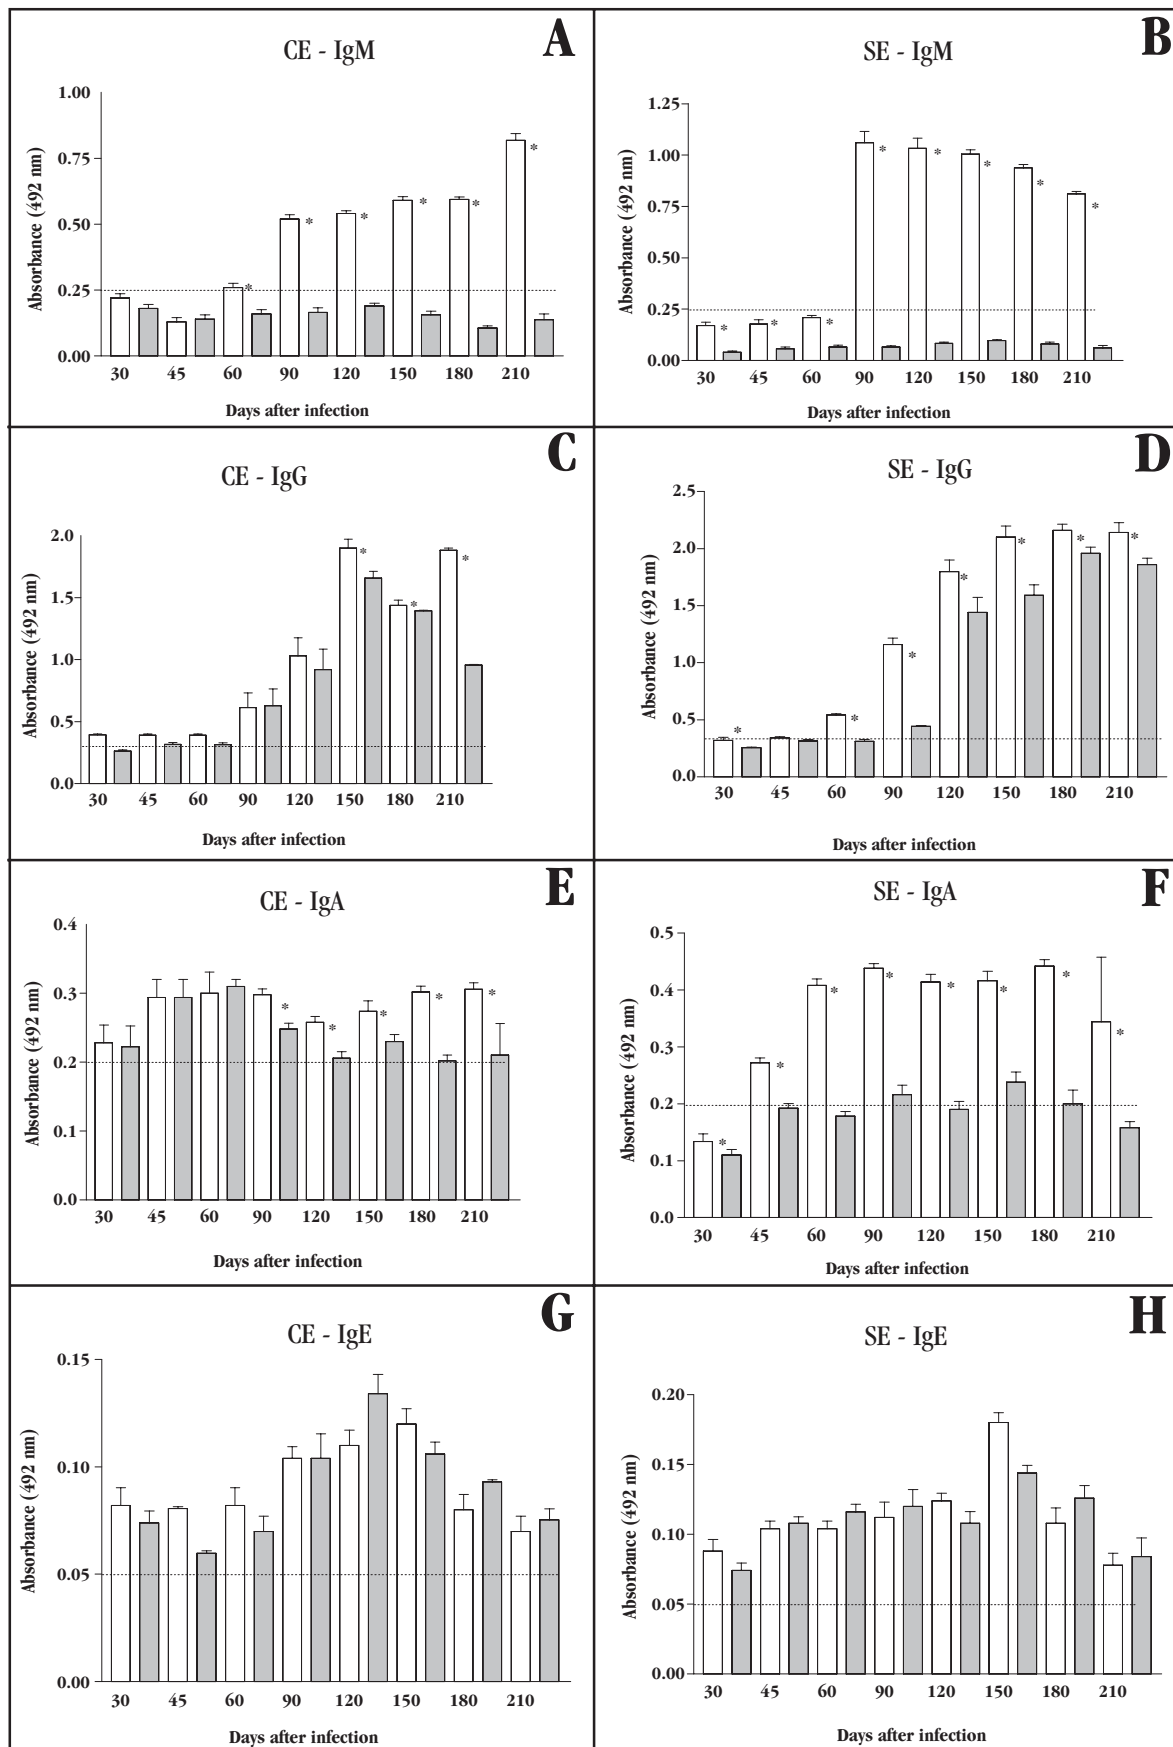 CE - IgM
A
1.00
0.75
0.50
0.25
0.00
Absorbance (492 nm)
*
*
*
*
*
*
30 45 60 90 120 150 180 210
Days after infection
SE - IgM
B
1.25
1.00
0.75
0.50
0.25
0.00
Absorbance (492 nm)
*
*
*
*
*
*
*
*
30 45 60 90 120 150 180 210
Days after infection
CE - IgG
C
2.0
1.5
1.0
0.5
0.0
Absorbance (492 nm)
*
*
*
30 45 60 90 120 150 180 210
Days after infection
SE - IgG
D
2.5
2.0
1.5
1.0
0.5
0.0
Absorbance (492 nm)
*
*
*
*
*
*
*
30 45 60 90 120 150 180 210
Days after infection
CE - IgA
E
0.4
0.3
0.2
0.1
0.0
Absorbance (492 nm)
*
*
*
*
*
30 45 60 90 120 150 180 210
Days after infection
SE - IgA
F
0.5
0.4
0.3
0.2
0.1
0.0
Absorbance (492 nm)
*
*
*
*
*
*
*
*
30 45 60 90 120 150 180 210
Days after infection
CE - IgE
G
0.15
0.10
0.05
0.00
Absorbance (492 nm)
30 45 60 90 120 150 180 210
Days after infection
SE - IgE
H
0.20
0.15
0.10
0.05
0.00
Absorbance (492 nm)
30 45 60 90 120 150 180 210
Days after infection